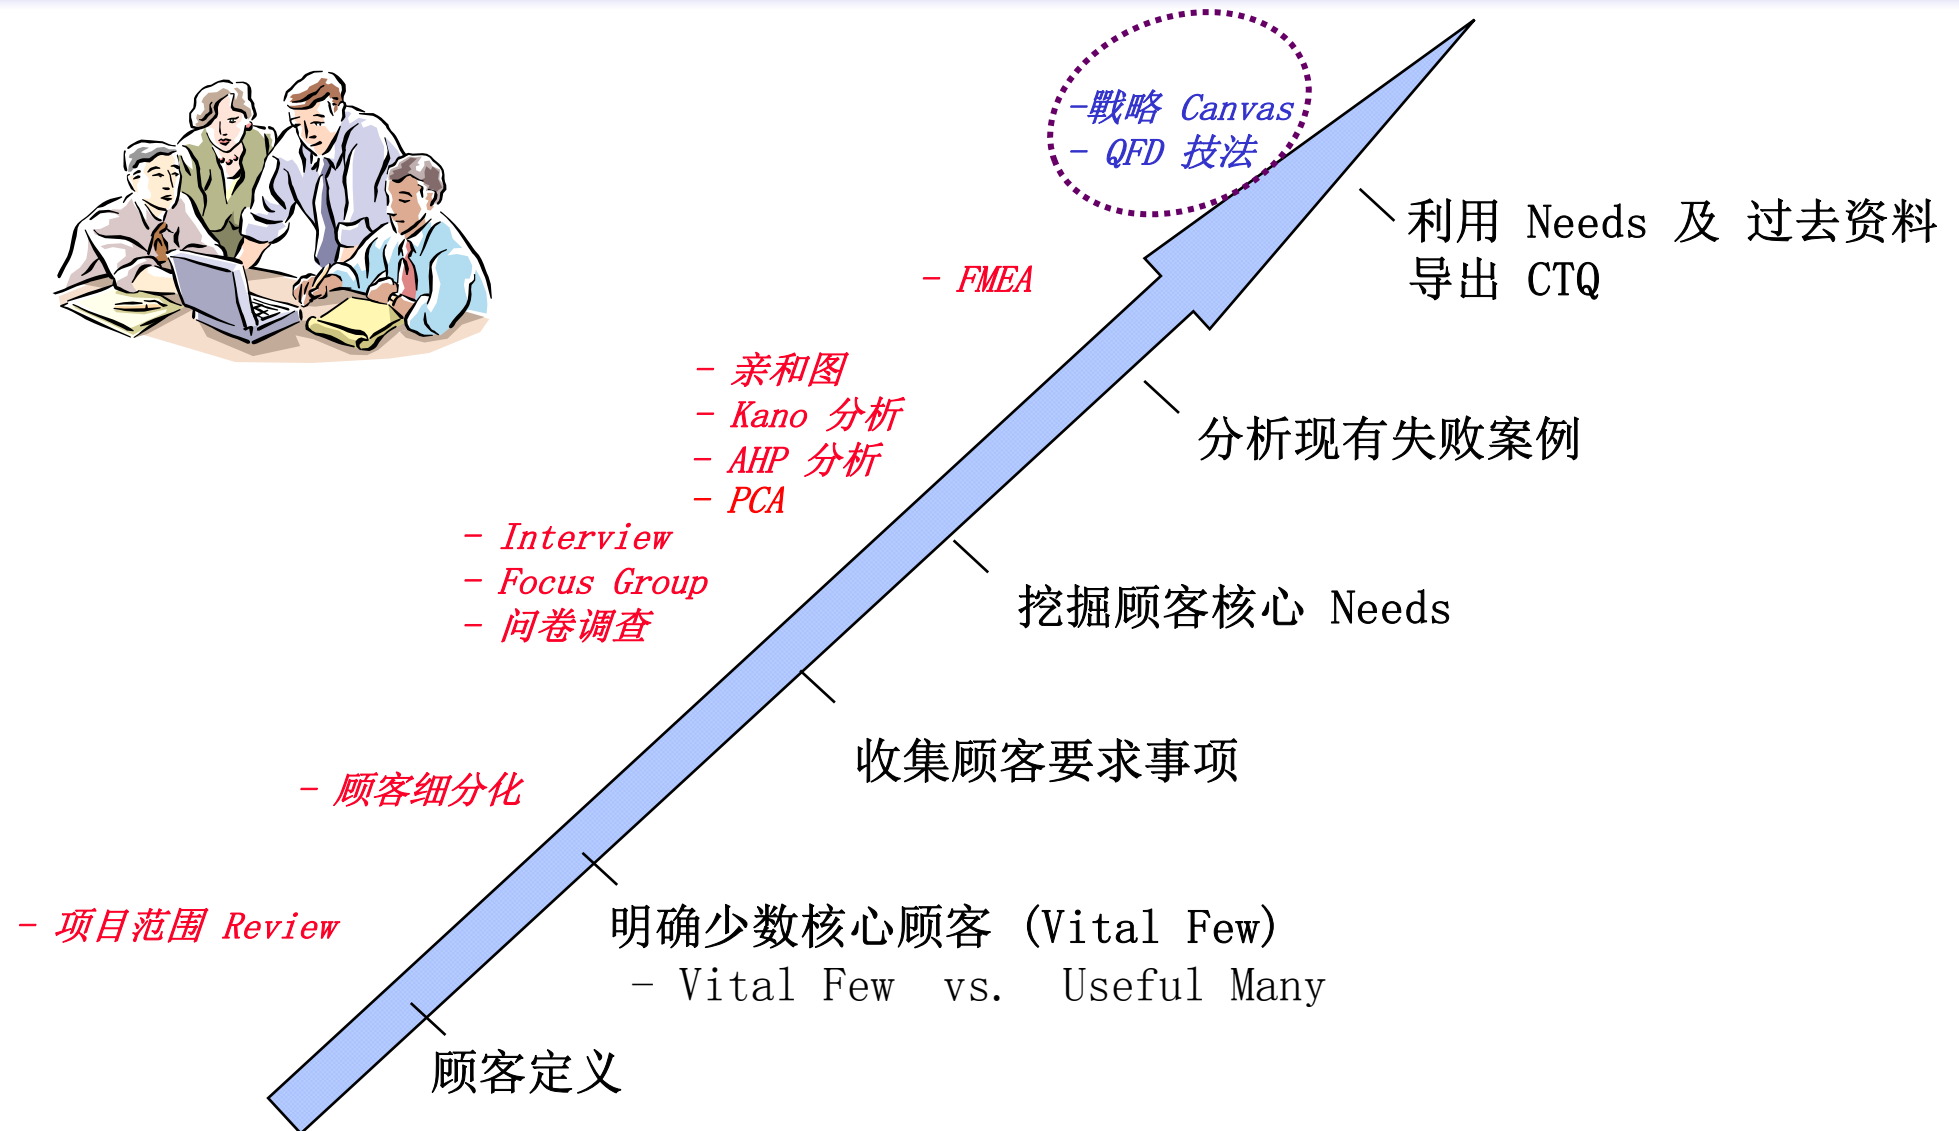 -戰略 Canvas
- QFD 技法
利用 Needs 及 过去资料
导出 CTQ
- FMEA
- 亲和图
- Kano 分析
- AHP 分析
- PCA
分析现有失败案例
- Interview
- Focus Group
- 问卷调查
挖掘顾客核心 Needs
收集顾客要求事项
- 顾客细分化
- 项目范围 Review
明确少数核心顾客 (Vital Few)
- Vital Few vs. Useful Many
顾客定义